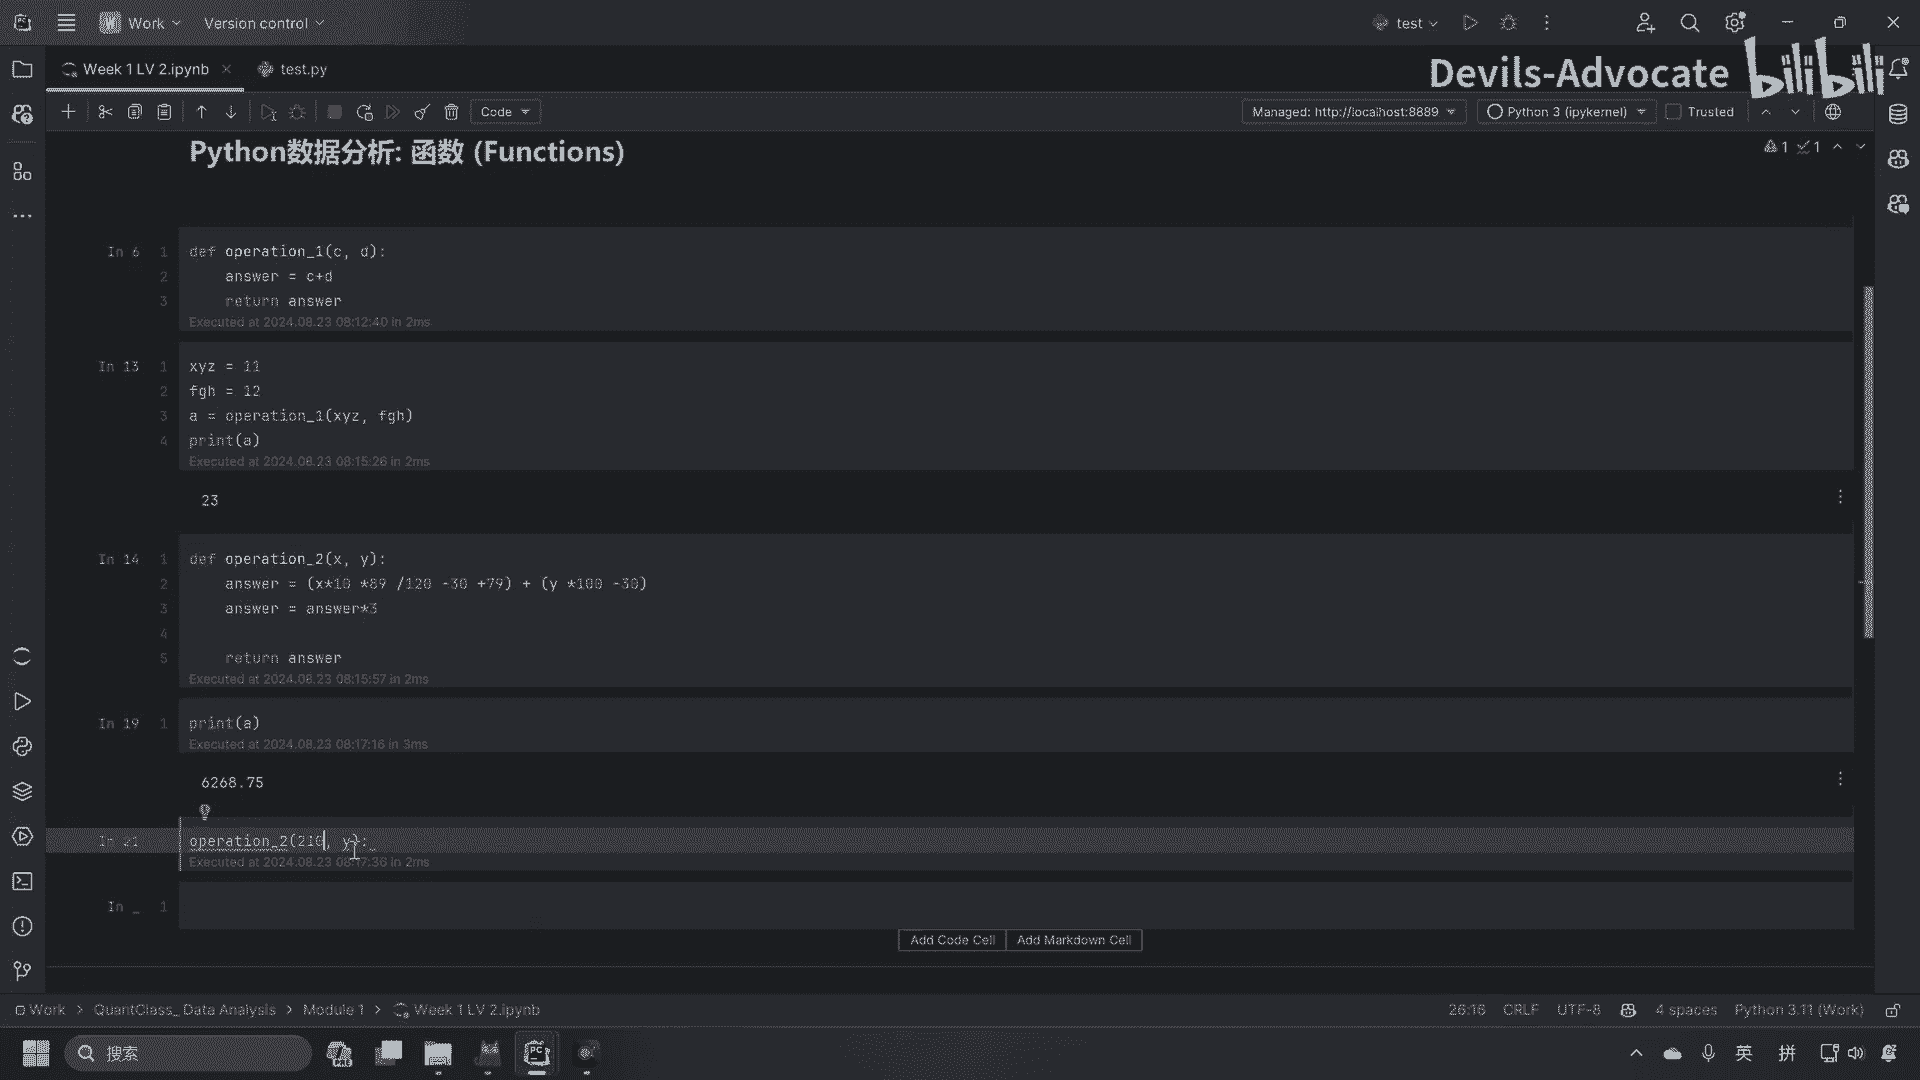 Work
Version control
test
Week 1 LV 2.ipynb
test.py
Devils-Advocate
bilibili
Code
Managed: http://localhost:8889
Python 3 (ipykernel)
Trusted
Python数据分析: 函数 (Functions)
1 1
In 6
1 def operation_1(c, d):
2 answer = c+d
3 return answer
Executed at 2024.08.23 08:12:40 in 2ms
In 13
1 xyz = 11
2 fgh = 12
3 a = operation_1(xyz, fgh)
4 print(a)
Executed at 2024.08.23 08:15:26 in 2ms
23
In 14
1 def operation_2(x, y):
2 answer = (x*10 *89 /120 -30 +79) + (y *100 -30)
3 answer = answer*3
4
5 return answer
Executed at 2024.08.23 08:15:57 in 2ms
In 19
1 print(a)
Executed at 2024.08.23 08:17:16 in 3ms
6268.75
In 21
operation_2(210, y):
Executed at 2024.08.23 08:17:36 in 2ms
In _ 1
Add Code Cell
Add Markdown Cell
Work > QuantClass_ Data Analysis > Module 1 > Week 1 LV 2.ipynb
26:16 CRLF UTF-8 4 spaces Python 3.11 (Work)
搜索
英
拼